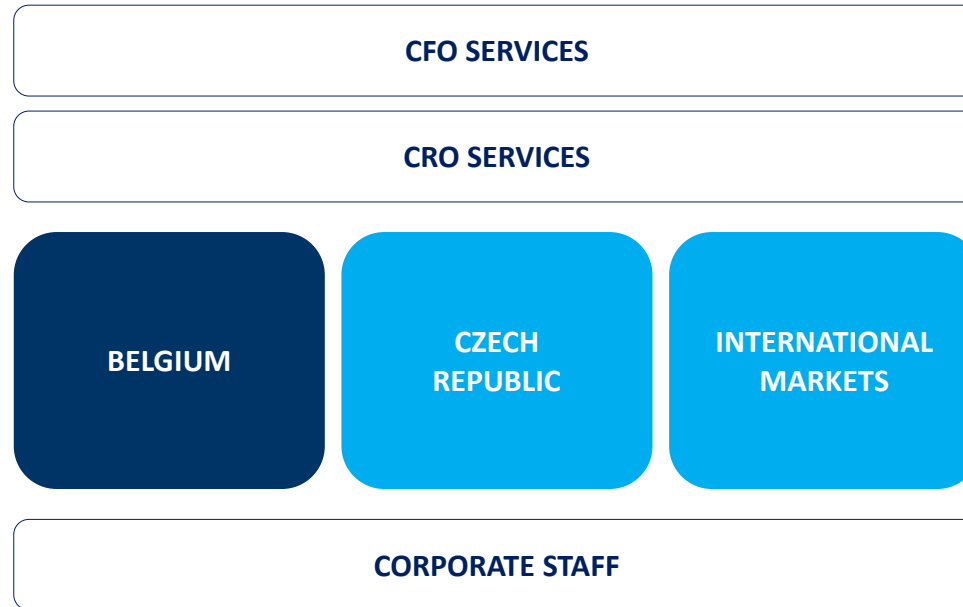 CFO SERVICES
CRO SERVICES
BELGIUM
CZECH
REPUBLIC
INTERNATIONAL
MARKETS
CORPORATE STAFF